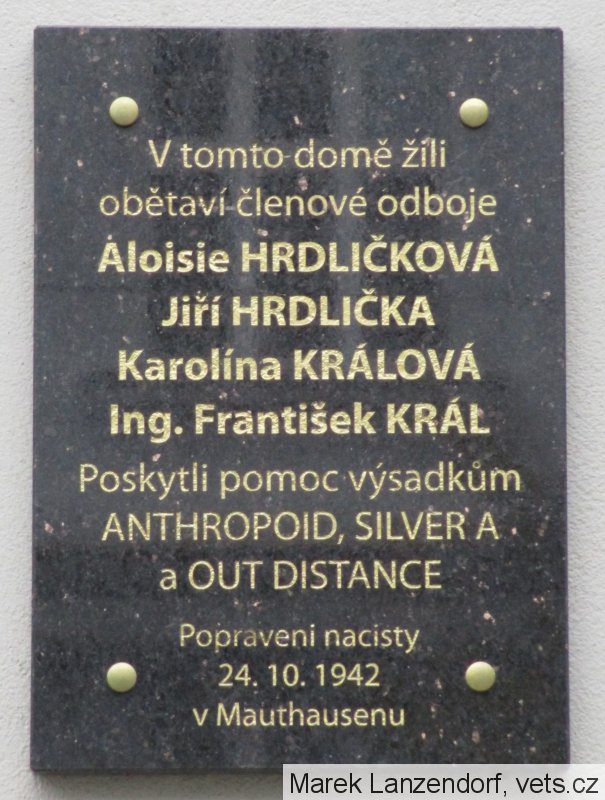 V tomto domě žili
obětaví členové odboje
Aloisie HRDLIČKOVÁ
Jiří HRDLIČKA
Karolína KRÁLOVÁ
Ing. František KRÁL
Poskytli pomoc výsadkům
ANTHROPOID, SILVER A
a OUT DISTANCE
Popraveni nacisty
24. 10. 1942
v Mauthausenu
Marek Lanzendorf, vets.cz